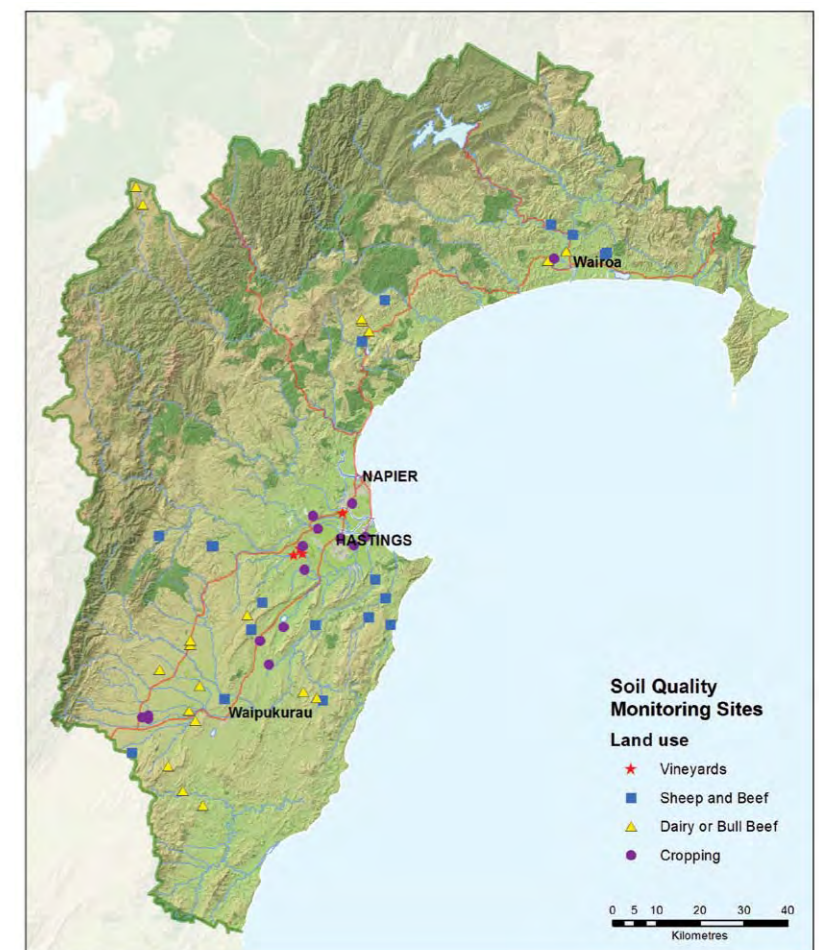 Wairoa
NAPIER
HASTINGS
Waipukurau
Soil Quality
Monitoring Sites
Land use
Vineyards
Sheep and Beef
Dairy or Bull Beef
Cropping
0 5 10 20 30 40
Kilometres